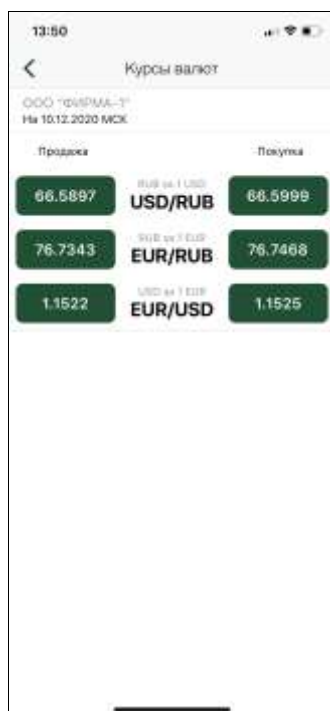 13:50
Курсы валют
ООО "ФИРМА-1"
На 10.12.2020 МСК
Продажа Покупка
RUB за 1 USD
66.5897 USD/RUB 66.5999
RUB за 1 EUR
76.7343 EUR/RUB 76.7468
USD за 1 EUR
1.1522 EUR/USD 1.1525